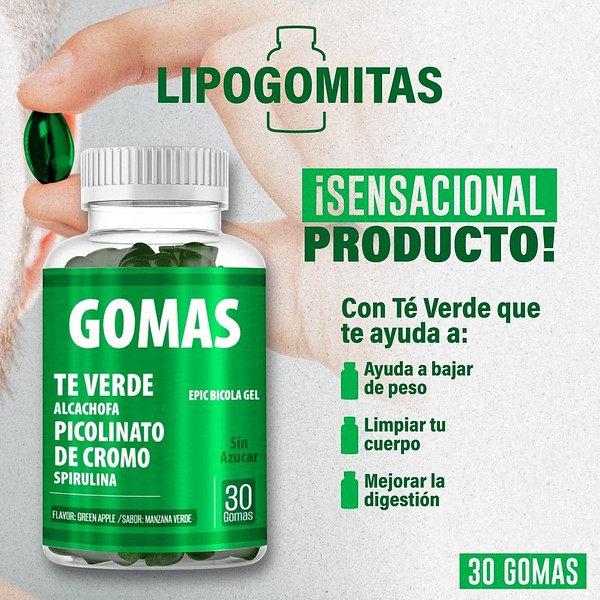 LIPOGOMITAS
¡SENSACIONAL
PRODUCTO!
Con Té Verde que
te ayuda a:
Ayuda a bajar
de peso
Limpiar tu
cuerpo
Mejorar la
digestión
30 GOMAS
GOMAS
TE VERDE
ALCACHOFA
PICOLINATO
DE CROMO
SPIRULINA
EPIC BICOLA GEL
Sin
Azucar
30
Gomas
FLAVOR: GREEN APPLE / SABOR: MANZANA VERDE